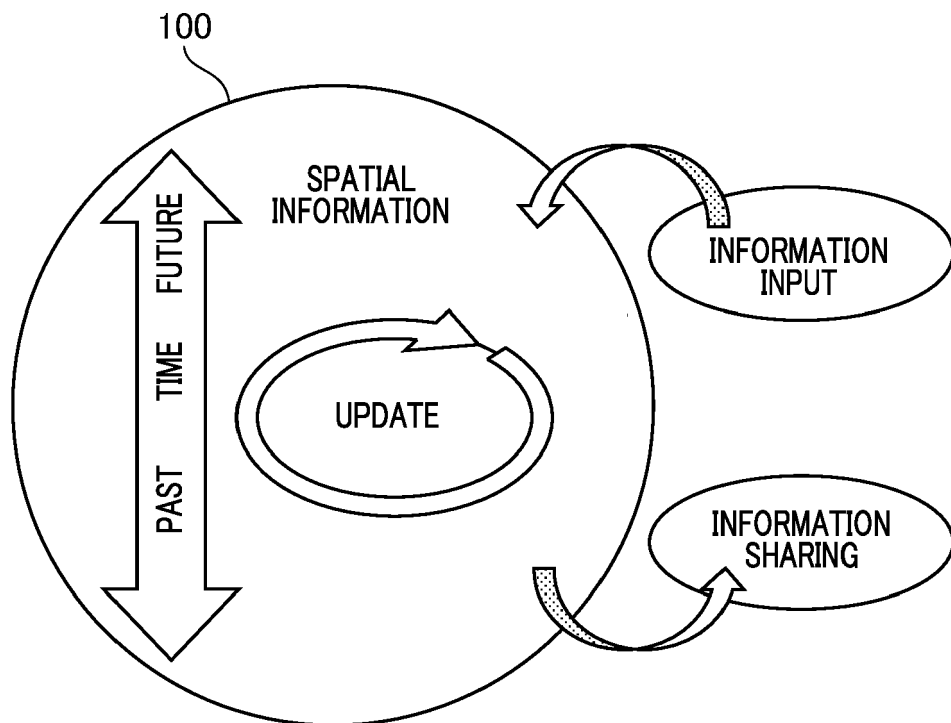 100
SPATIAL
INFORMATION
PAST TIME FUTURE
UPDATE
INFORMATION
INPUT
INFORMATION
SHARING